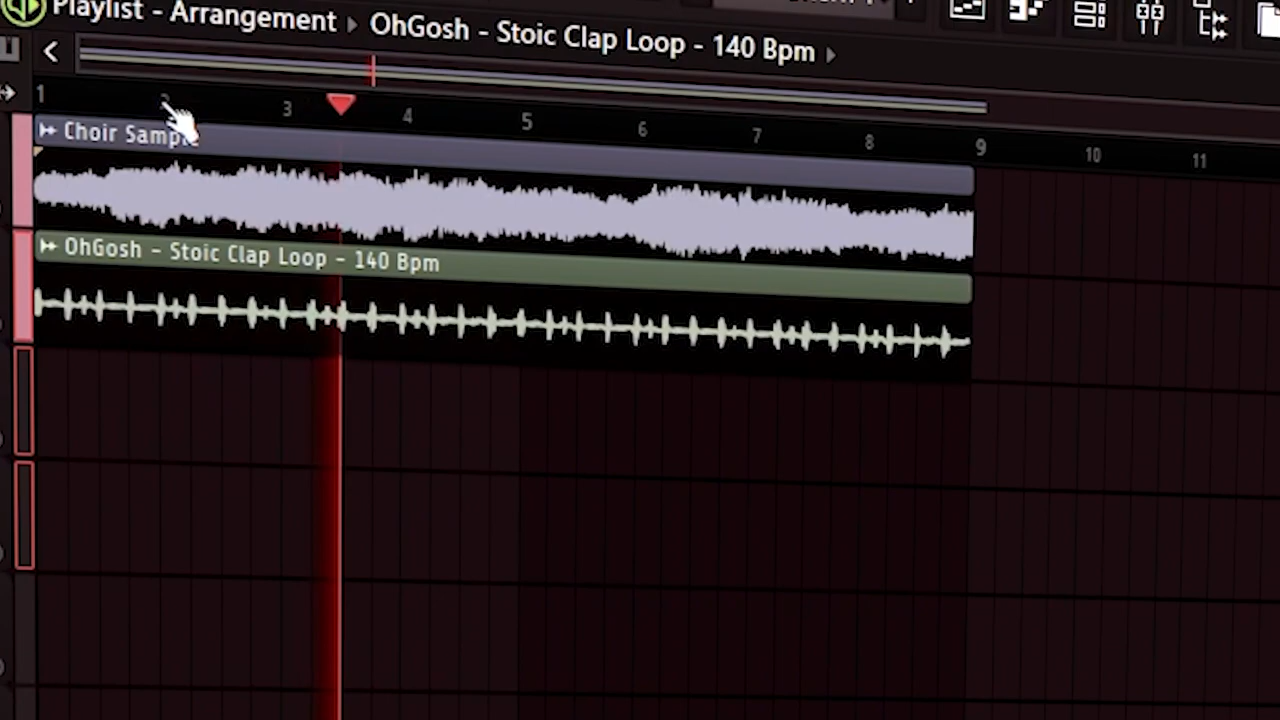 Playlist - Arrangement OhGosh - Stoic Clap Loop - 140 Bpm
1 3 4 5 6 7 8 9 10 11
Choir Sample
OhGosh - Stoic Clap Loop - 140 Bpm